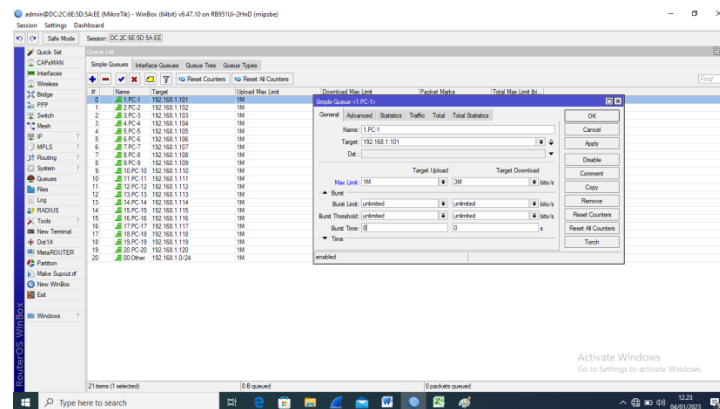 admin@DC:2C:6E:5D:5A:EE (MikroTik) - WinBox (64bit) v6.47.10 on RB951Ui-2HnD (mipsbe)
Session Settings Dashboard
Safe Mode Session: DC:2C:6E:5D:5A:EE
Quick Set
CAPsMAN
Interfaces
Wireless
Bridge
PPP
Switch
Mesh
IP
MPLS
Routing
System
Queues
Files
Log
RADIUS
Tools
New Terminal
Dot1X
MetaROUTER
Partition
Make Supout.rif
New WinBox
Exit
Windows
RouterOS WinBox
Queue List
Simple Queues Interface Queues Queue Tree Queue Types
Reset Counters Reset All Counters Find
# Name Target Upload Max Limit Download Max Limit Packet Marks Total Max Limit (bi...
0 1.PC-1 192.168.1.101 1M
1 2.PC-2 192.168.1.102 1M
2 3.PC-3 192.168.1.103 1M
3 4.PC-4 192.168.1.104 1M
4 5.PC-5 192.168.1.105 1M
5 6.PC-6 192.168.1.106 1M
6 7.PC-7 192.168.1.107 1M
7 8.PC-8 192.168.1.108 1M
8 9.PC-9 192.168.1.109 1M
9 10.PC-10 192.168.1.110 1M
10 11.PC-11 192.168.1.111 1M
11 12.PC-12 192.168.1.112 1M
12 13.PC-13 192.168.1.113 1M
13 14.PC-14 192.168.1.114 1M
14 15.PC-15 192.168.1.115 1M
15 16.PC-16 192.168.1.116 1M
16 17.PC-17 192.168.1.117 1M
17 18.PC-18 192.168.1.118 1M
18 19.PC-19 192.168.1.119 1M
19 20.PC-20 192.168.1.120 1M
20 00.Other 192.168.1.0/24 1M
21 items (1 selected) 0 B queued 0 packets queued
Simple Queue <1.PC-1>
General Advanced Statistics Traffic Total Total Statistics
Name: 1.PC-1
Target: 192.168.1.101
Dst.:
Target Upload Target Download
Max Limit: 1M 3M bits/s
Burst
Burst Limit: unlimited unlimited bits/s
Burst Threshold: unlimited unlimited bits/s
Burst Time: 0 0 s
Time
enabled
OK
Cancel
Apply
Disable
Comment
Copy
Remove
Reset Counters
Reset All Counters
Torch
Activate Windows
Go to Settings to activate Windows.
Type here to search
12.23
04/01/2023